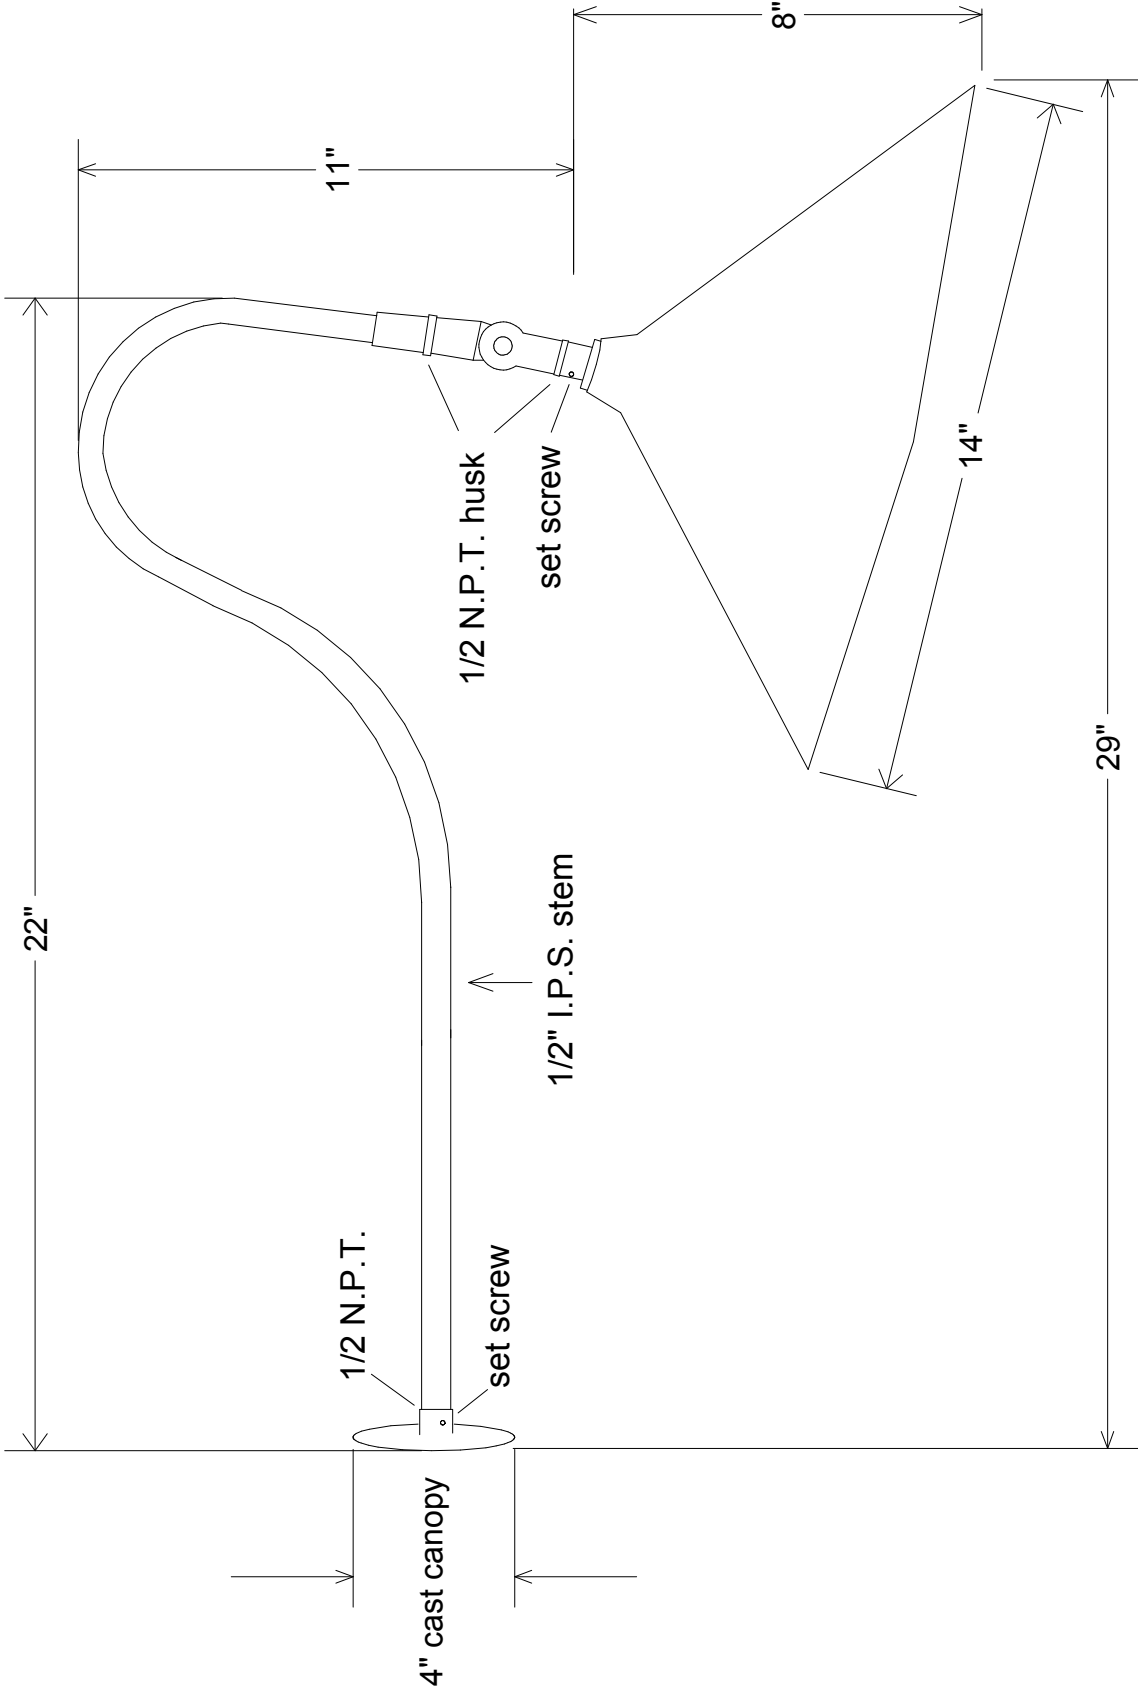 22"
11"
8"
1/2 N.P.T. husk
set screw
14"
29"
1/2" I.P.S. stem
1/2 N.P.T.
set screw
4" cast canopy